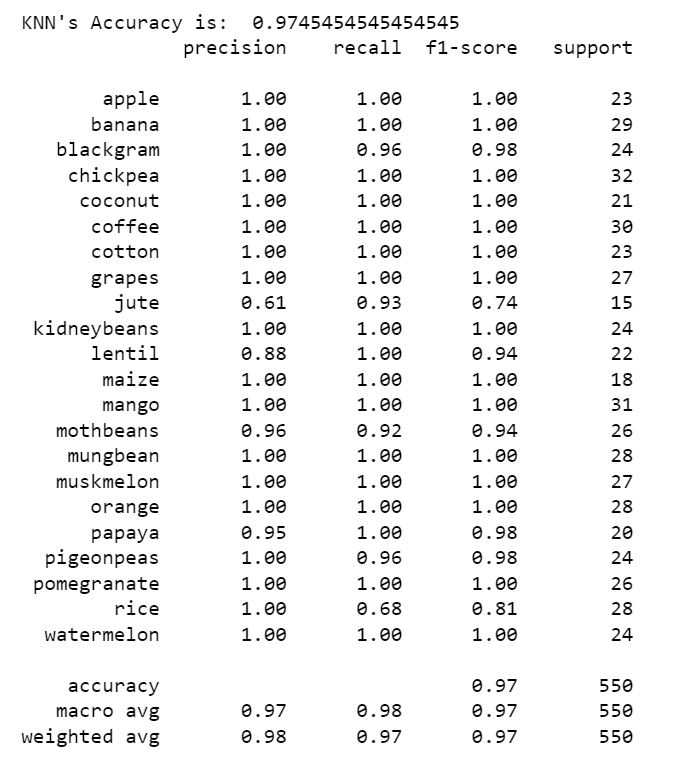 KNN's Accuracy is:  0.9745454545454545
              precision    recall  f1-score   support

       apple       1.00      1.00      1.00        23
      banana       1.00      1.00      1.00        29
   blackgram       1.00      0.96      0.98        24
    chickpea       1.00      1.00      1.00        32
     coconut       1.00      1.00      1.00        21
      coffee       1.00      1.00      1.00        30
      cotton       1.00      1.00      1.00        23
      grapes       1.00      1.00      1.00        27
        jute       0.61      0.93      0.74        15
 kidneybeans       1.00      1.00      1.00        24
      lentil       0.88      1.00      0.94        22
       maize       1.00      1.00      1.00        18
       mango       1.00      1.00      1.00        31
   mothbeans       0.96      0.92      0.94        26
    mungbean       1.00      1.00      1.00        28
   muskmelon       1.00      1.00      1.00        27
      orange       1.00      1.00      1.00        28
      papaya       0.95      1.00      0.98        20
  pigeonpeas       1.00      0.96      0.98        24
 pomegranate       1.00      1.00      1.00        26
        rice       1.00      0.68      0.81        28
  watermelon       1.00      1.00      1.00        24

    accuracy                           0.97       550
   macro avg       0.97      0.98      0.97       550
weighted avg       0.98      0.97      0.97       550